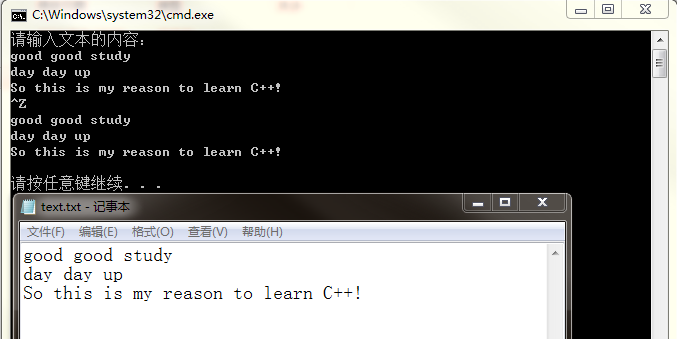 C:\Windows\system32\cmd.exe
请输入文本的内容：
good good study
day day up
So this is my reason to learn C++!
^Z
good good study
day day up
So this is my reason to learn C++!
请按任意键继续. . .
text.txt - 记事本
文件(F) 编辑(E) 格式(O) 查看(V) 帮助(H)
good good study
day day up
So this is my reason to learn C++!